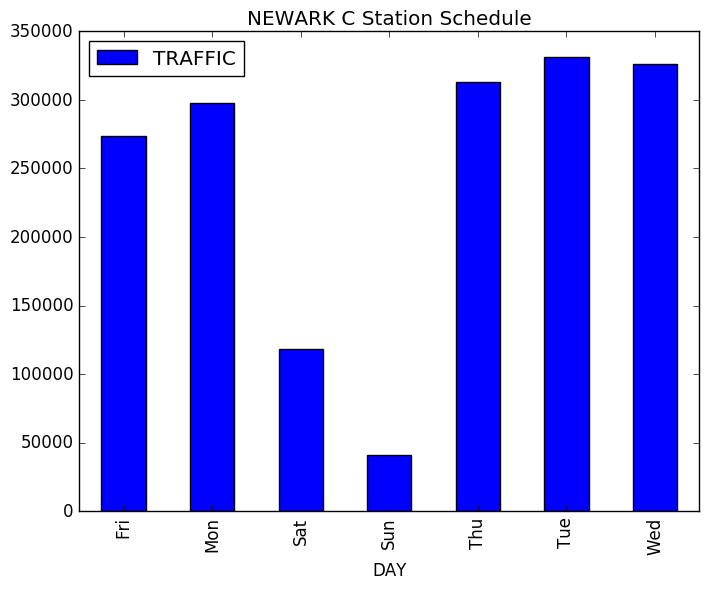 NEWARK C Station Schedule
TRAFFIC
350000
300000
250000
200000
150000
100000
50000
0
Fri
Mon
Sat
Sun
Thu
Tue
Wed
DAY